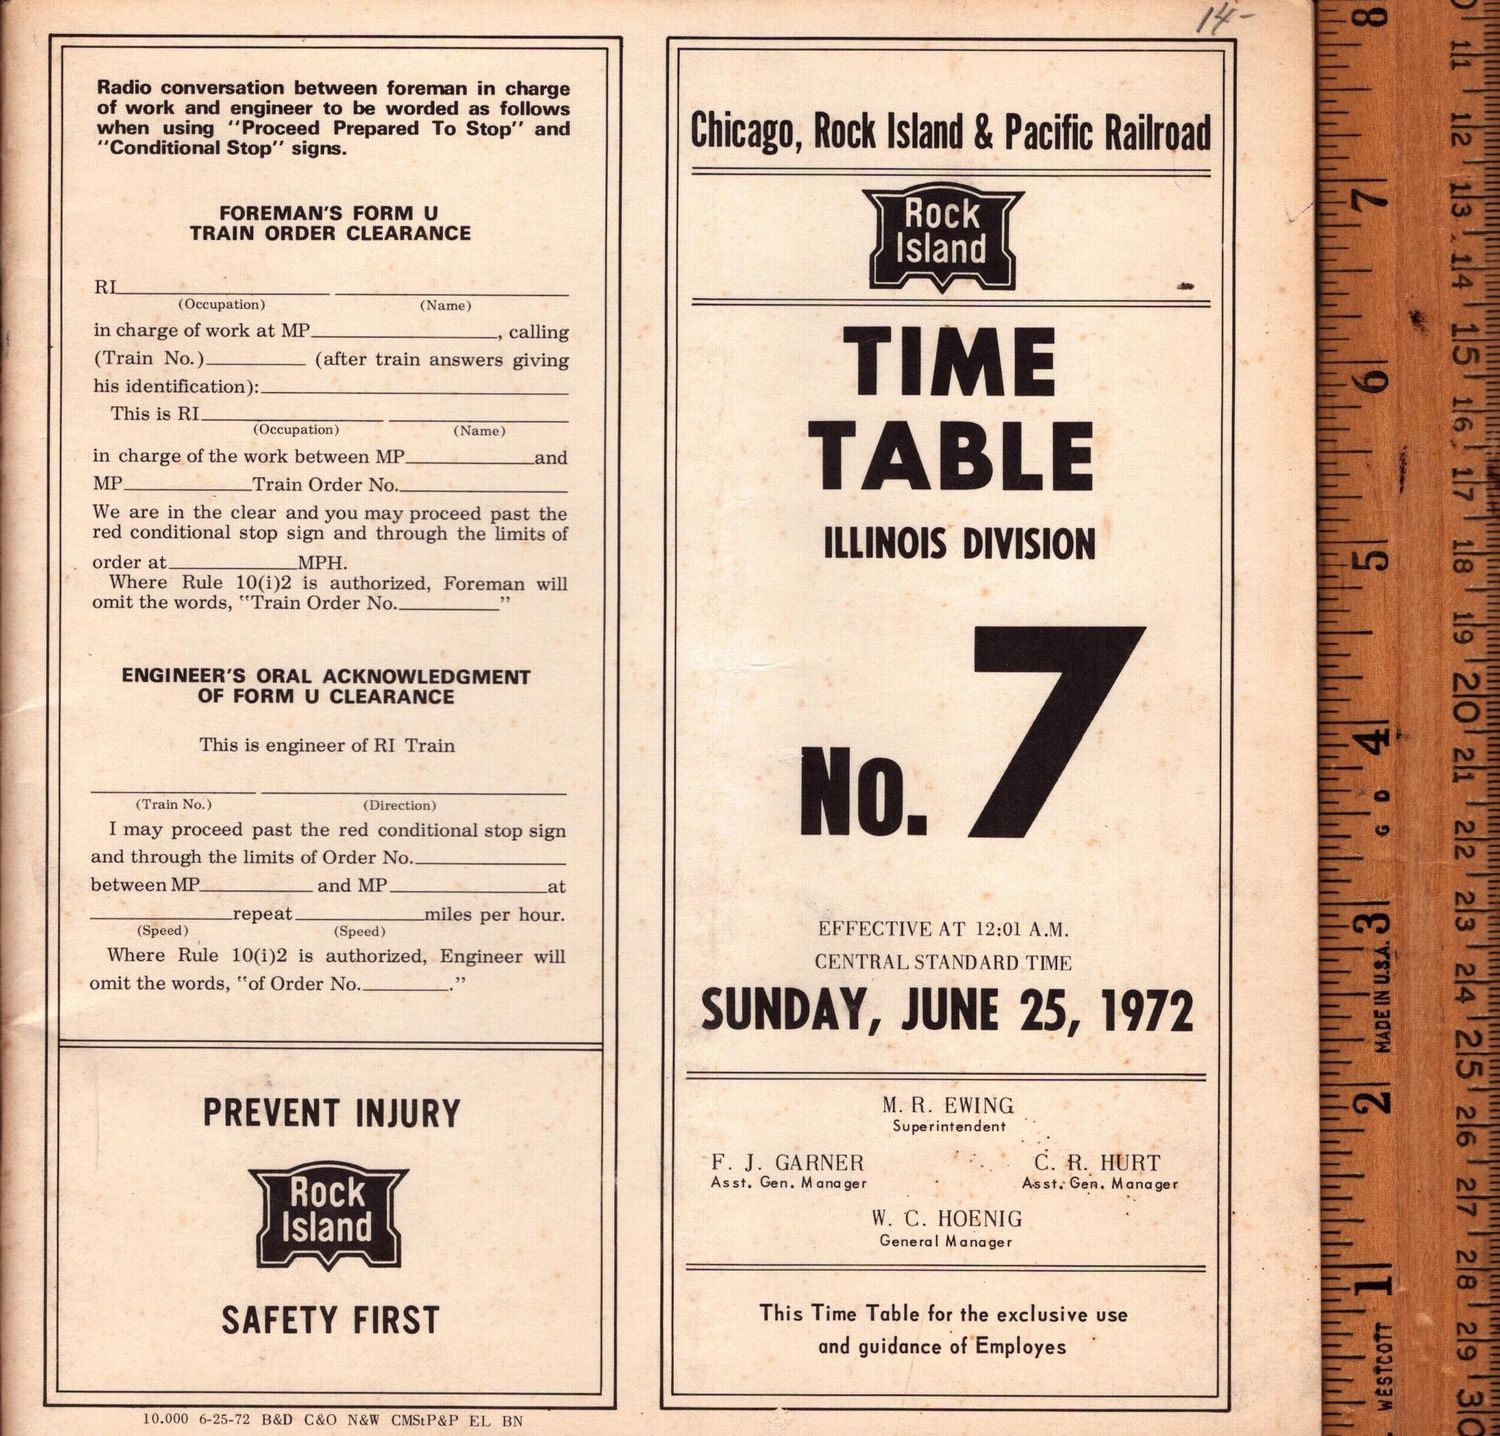 Radio conversation between foreman in charge
of work and engineer to be worded as follows
when using "Proceed Prepared To Stop" and
"Conditional Stop" signs.
FOREMAN'S FORM U
TRAIN ORDER CLEARANCE
RI
(Occupation) (Name)
in charge of work at MP , calling
(Train No.) (after train answers giving
his identification):
This is RI
(Occupation) (Name)
in charge of the work between MP and
MP Train Order No.
We are in the clear and you may proceed past the
red conditional stop sign and through the limits of
order at MPH.
Where Rule 10(i)2 is authorized, Foreman will
omit the words, "Train Order No. "
ENGINEER'S ORAL ACKNOWLEDGMENT
OF FORM U CLEARANCE
This is engineer of RI Train
(Train No.) (Direction)
I may proceed past the red conditional stop sign
and through the limits of Order No.
between MP and MP at
repeat miles per hour.
(Speed) (Speed)
Where Rule 10(i)2 is authorized, Engineer will
omit the words, "of Order No. ."
PREVENT INJURY
Rock
Island
SAFETY FIRST
10.000 6-25-72 B&D C&O N&W CMStP&P EL BN
14-
Chicago, Rock Island & Pacific Railroad
Rock
Island
TIME
TABLE
ILLINOIS DIVISION
No. 7
EFFECTIVE AT 12:01 A.M.
CENTRAL STANDARD TIME
SUNDAY, JUNE 25, 1972
M. R. EWING
Superintendent
F. J. GARNER C. R. HURT
Asst. Gen. Manager Asst. Gen. Manager
W. C. HOENIG
General Manager
This Time Table for the exclusive use
and guidance of Employes
8 7 6 5 4 3 2 1
WESTCOTT MADE IN U.S.A. G D
11 12 13 14 15 16 17 18 19 20 21 22 23 24 25 26 27 28 29 30